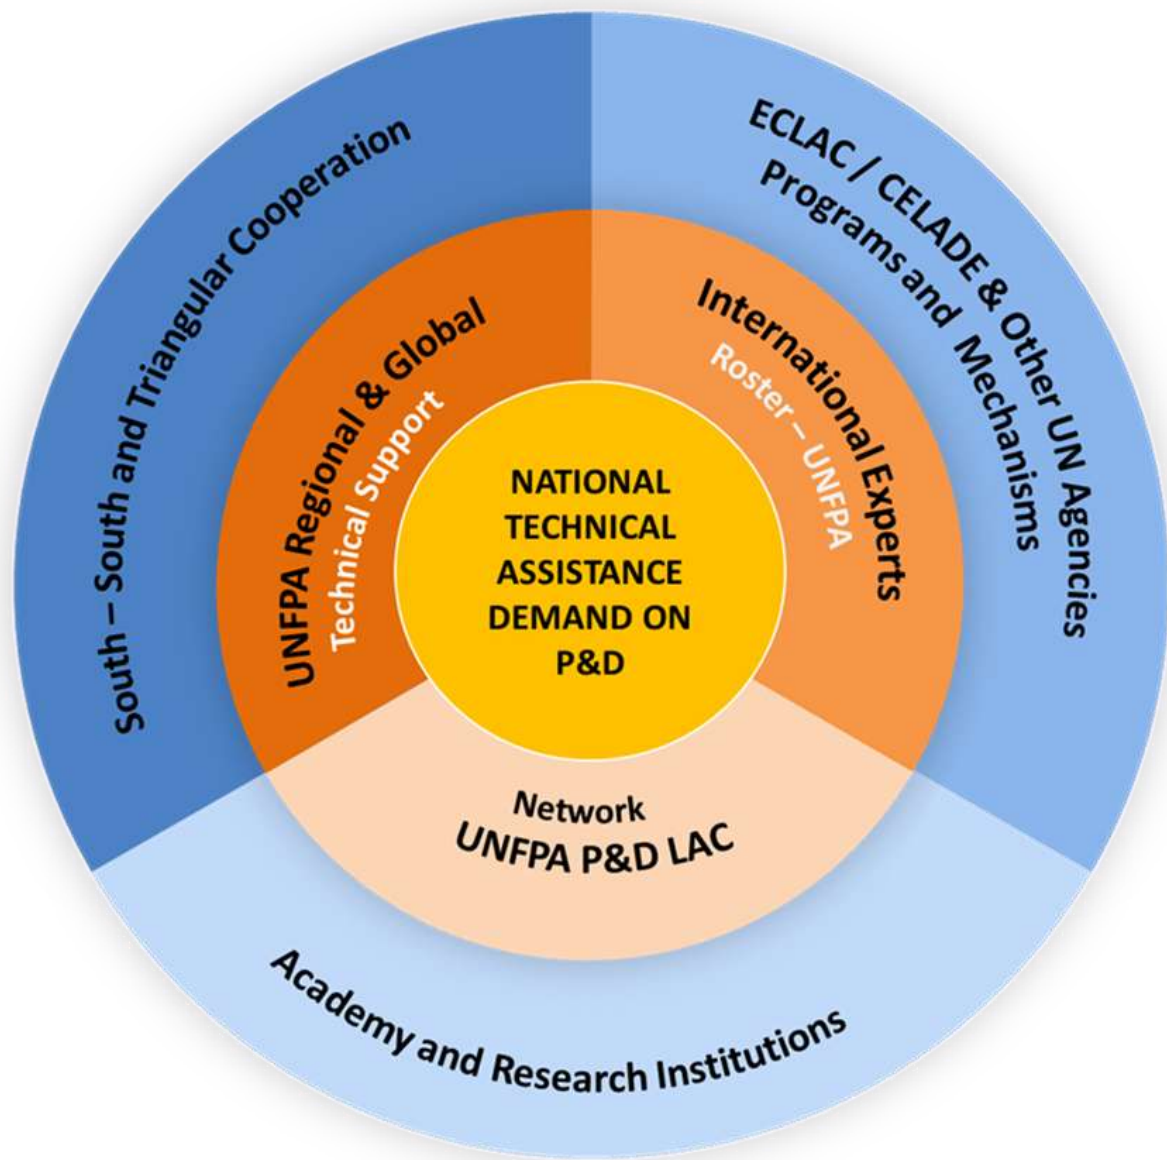 South – South and Triangular Cooperation
ECLAC / CELADE & Other UN Agencies
Programs and Mechanisms
UNFPA Regional & Global
Technical Support
International Experts
Roster – UNFPA
NATIONAL
TECHNICAL
ASSISTANCE
DEMAND ON
P&D
Network
UNFPA P&D LAC
Academy and Research Institutions